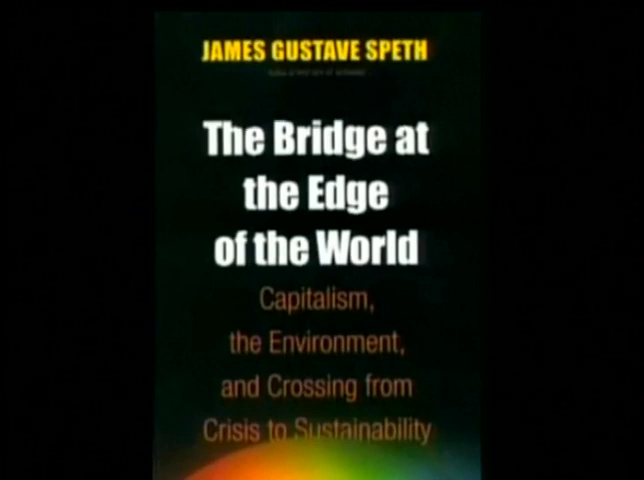 JAMES GUSTAVE SPETH
The Bridge at
the Edge
of the World
Capitalism,
the Environment,
and Crossing from
Crisis to Sustainability